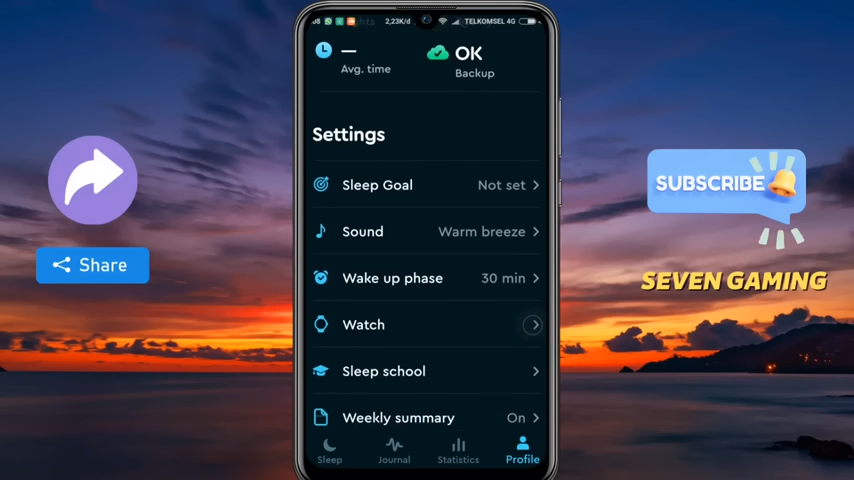 2,23K/d
TELKOMSEL 4G
—
Avg. time
OK
Backup
Settings
Sleep Goal Not set
Sound Warm breeze
Wake up phase 30 min
Watch
Sleep school
Weekly summary On
Sleep Journal Statistics Profile
Share
SUBSCRIBE
SEVEN GAMING